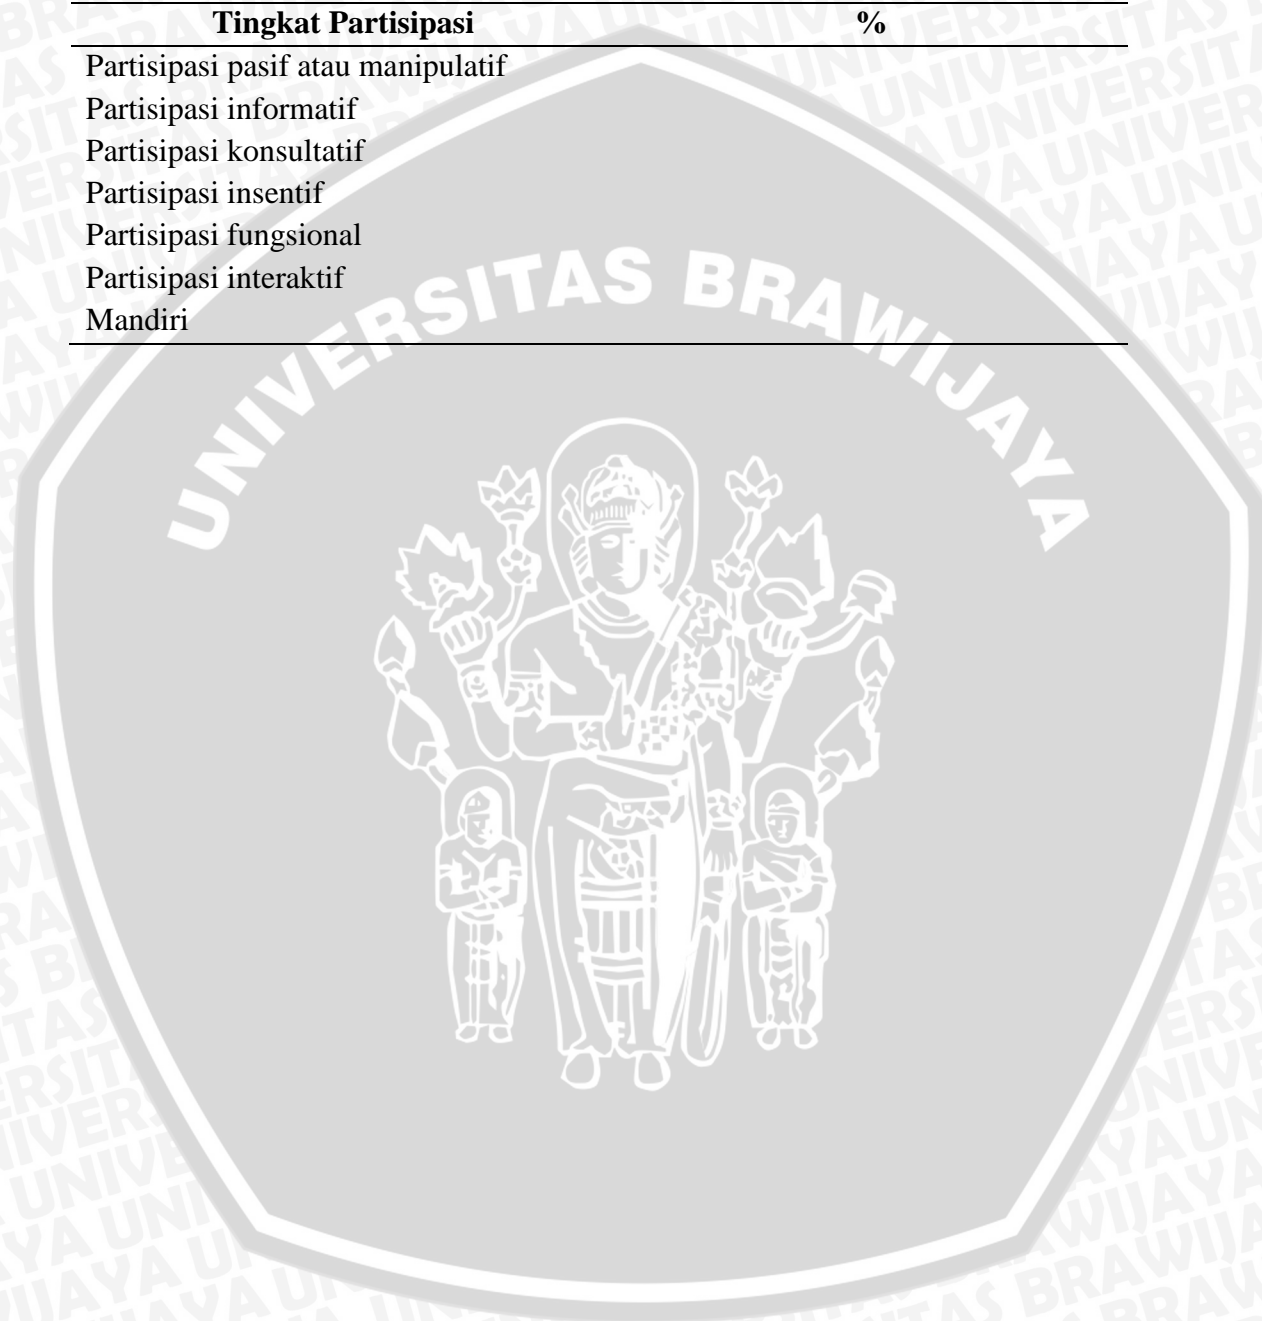 Tingkat Partisipasi %
Partisipasi pasif atau manipulatif
Partisipasi informatif
Partisipasi konsultatif
Partisipasi insentif
Partisipasi fungsional
Partisipasi interaktif
Mandiri
UNIVERSITAS BRAWIJAYA